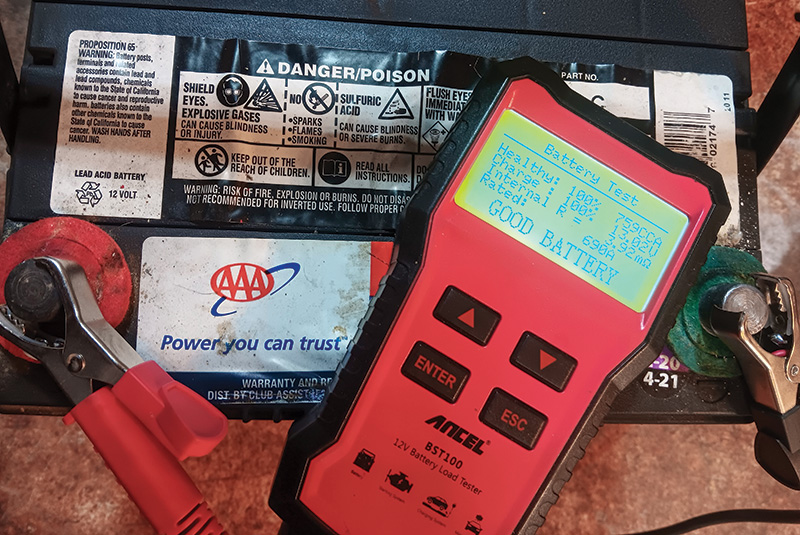 PROPOSITION 65
WARNING: Battery posts,
terminals and related
accessories contain lead and
lead compounds, chemicals
known to the State of California
to cause cancer and reproductive
harm, batteries also contain
other chemicals known to the
State of California to cause
cancer. WASH HANDS AFTER
HANDLING.
LEAD ACID BATTERY
12 VOLT
DANGER/POISON
SHIELD
EYES.
EXPLOSIVE GASES
CAN CAUSE BLINDNESS
OR INJURY.
NO
•SPARKS
•FLAMES
•SMOKING
SULFURIC
ACID
CAN CAUSE BLINDNESS
OR SEVERE BURNS.
FLUSH EYES
IMMEDIAT
WITH WA
KEEP OUT OF THE
REACH OF CHILDREN.
READ ALL
INSTRUCTIONS.
WARNING: RISK OF FIRE, EXPLOSION OR BURNS. DO NOT DISA
NOT RECOMMENDED FOR INVERTED USE. FOLLOW PROPER C
PART NO.
AAA
Power you can trust
WARRANTY AND RE
DIST BY CLUB ASSIST
Battery Test
Healthy: 100% 759CCA
Charge : 100% 13.02V
Internal R = 3.92mΩ
Rated: 690A
GOOD BATTERY
ENTER
ESC
ANCEL
BST100
12V Battery Load Tester
4-21